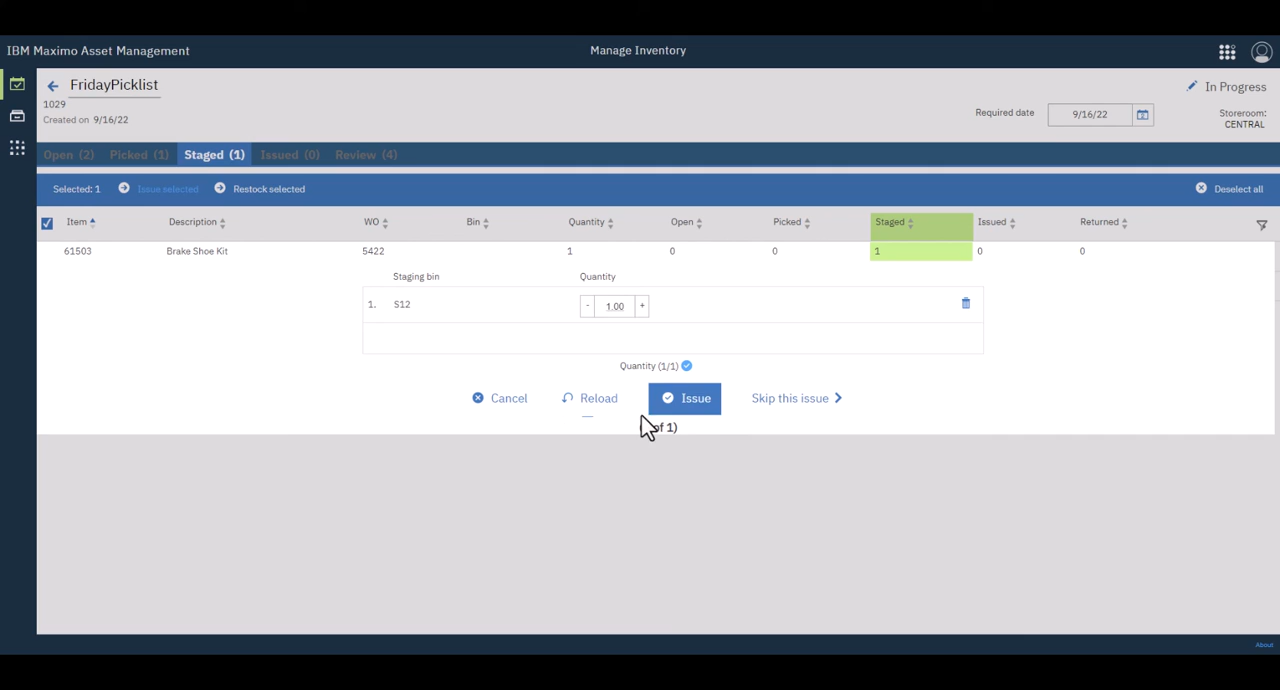 IBM Maximo Asset Management Manage Inventory
FridayPicklist In Progress
1029
Created on 9/16/22 Required date 9/16/22 Storeroom: CENTRAL
Open (2) Picked (1) Staged (1) Issued (0) Review (4)
Selected: 1 Issue selected Restock selected Deselect all
Item Description WO Bin Quantity Open Picked Staged Issued Returned
61503 Brake Shoe Kit 5422 1 0 0 1 0 0
Staging bin Quantity
1. S12 - 1.00 +
Quantity (1/1)
Cancel Reload Issue Skip this issue
of 1)
About